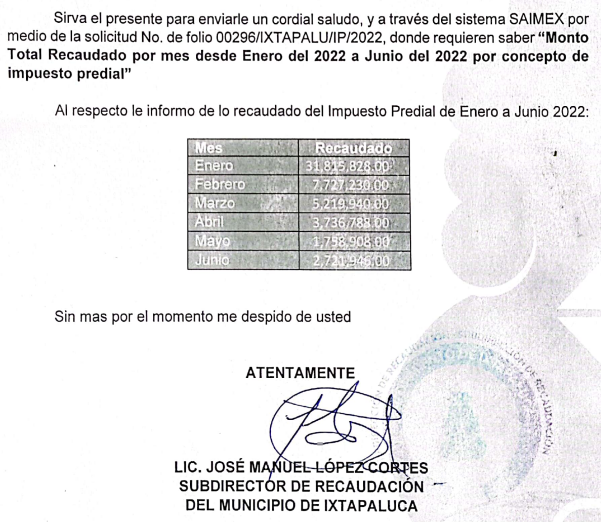 Sirva el presente para enviarle un cordial saludo, y a través del sistema SAIMEX por
medio de la solicitud No. de folio 00296/IXTAPALU/IP/2022, donde requieren saber “Monto
Total Recaudado por mes desde Enero del 2022 a Junio del 2022 por concepto de
impuesto predial”
Al respecto le informo de lo recaudado del Impuesto Predial de Enero a Junio 2022:
Mes Recaudado
Enero 31,815,828.00
Febrero 7,727,230.00
Marzo 5,219,940.00
Abril 3,736,788.00
Mayo 1,758,908.00
Junio 2,721,946.00
Sin mas por el momento me despido de usted
ATENTAMENTE
LIC. JOSÉ MANUEL LÓPEZ CORTES
SUBDIRECTOR DE RECAUDACIÓN
DEL MUNICIPIO DE IXTAPALUCA